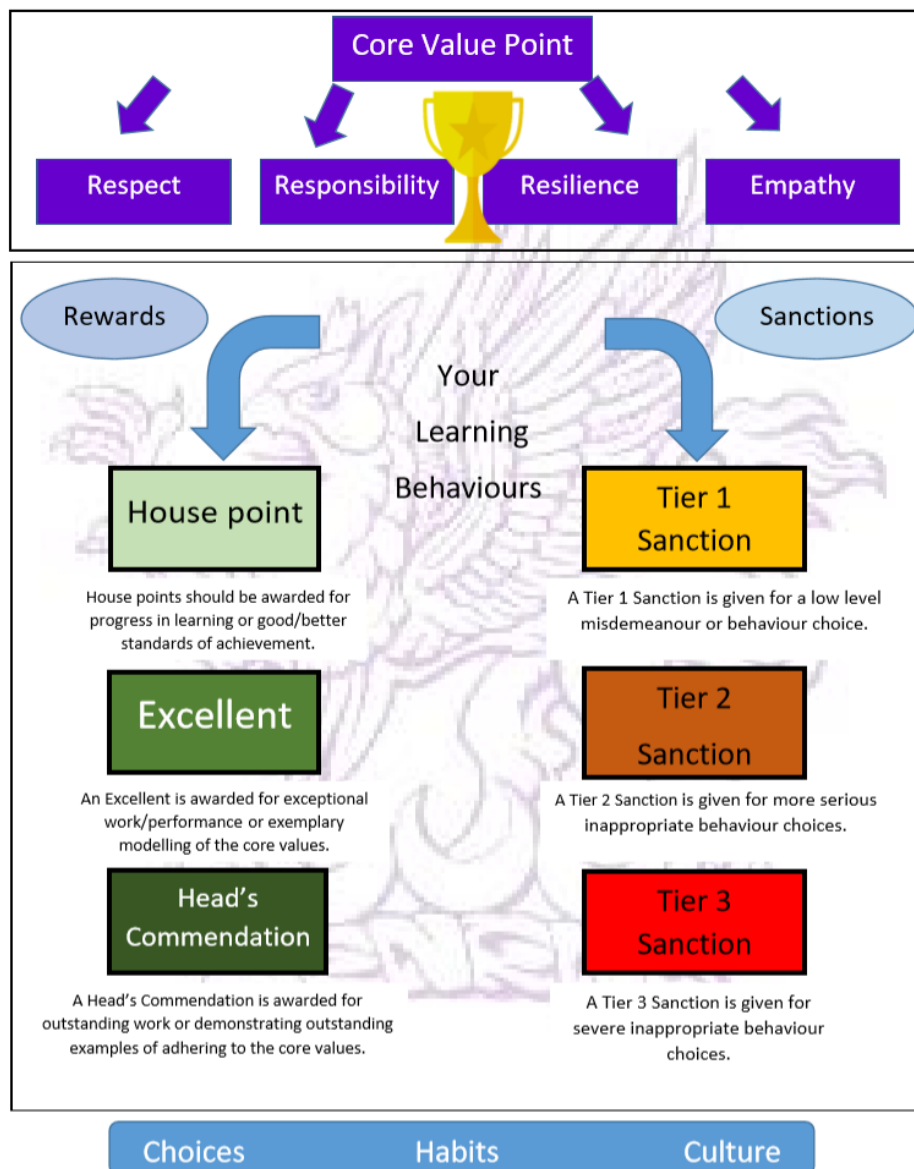 Core Value Point
Respect
Responsibility
Resilience
Empathy
Rewards
Sanctions
Your
Learning
Behaviours
House point
House points should be awarded for
progress in learning or good/better
standards of achievement.
Excellent
An Excellent is awarded for exceptional
work/performance or exemplary
modelling of the core values.
Head’s
Commendation
A Head’s Commendation is awarded for
outstanding work or demonstrating outstanding
examples of adhering to the core values.
Tier 1
Sanction
A Tier 1 Sanction is given for a low level
misdemeanour or behaviour choice.
Tier 2
Sanction
A Tier 2 Sanction is given for more serious
inappropriate behaviour choices.
Tier 3
Sanction
A Tier 3 Sanction is given for
severe inappropriate behaviour
choices.
Choices
Habits
Culture